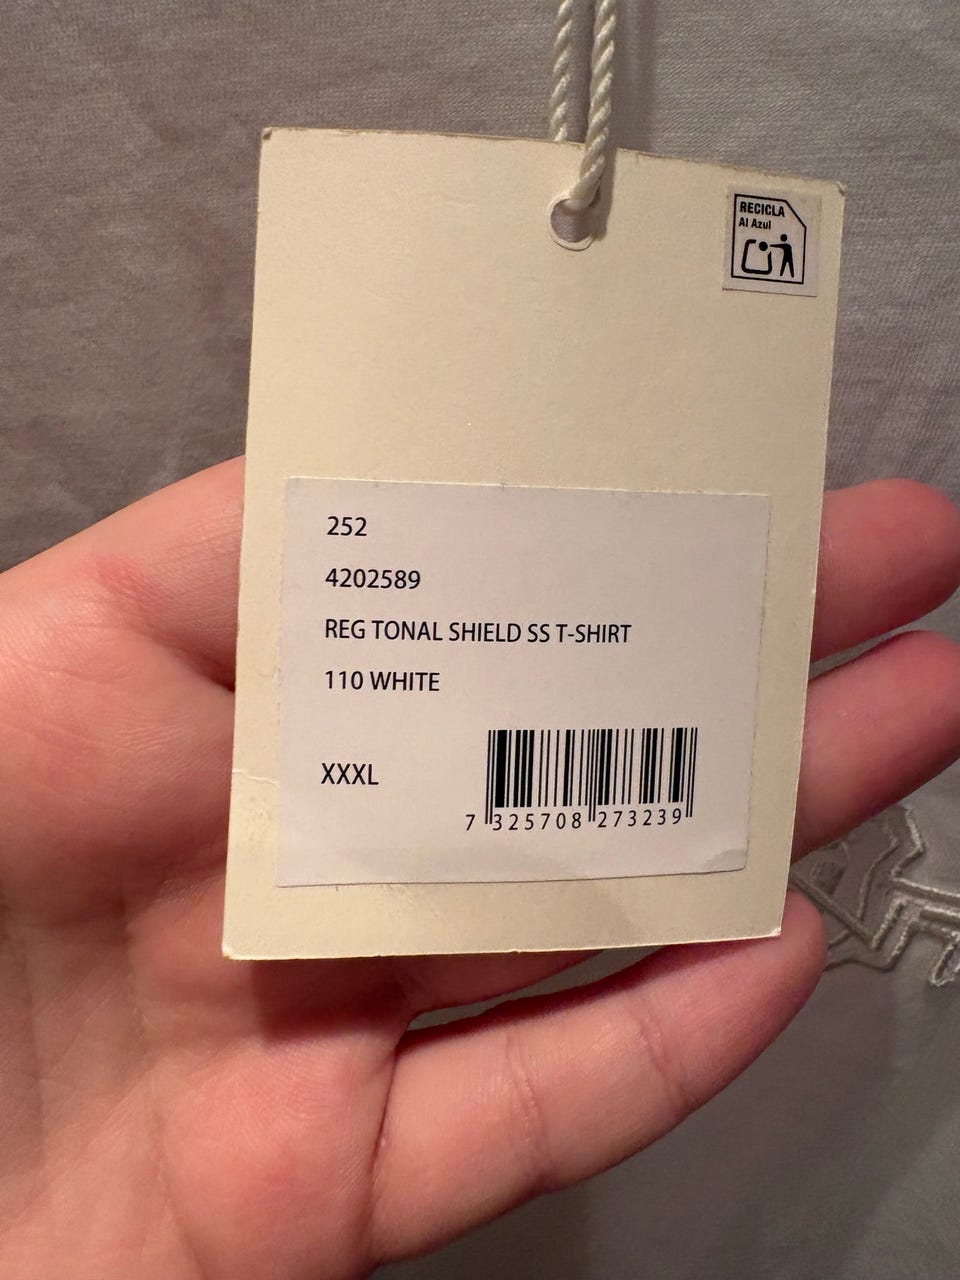 RECICLA
Al Azul
252
4202589
REG TONAL SHIELD SS T-SHIRT
110 WHITE
XXXL
7 325708 273239